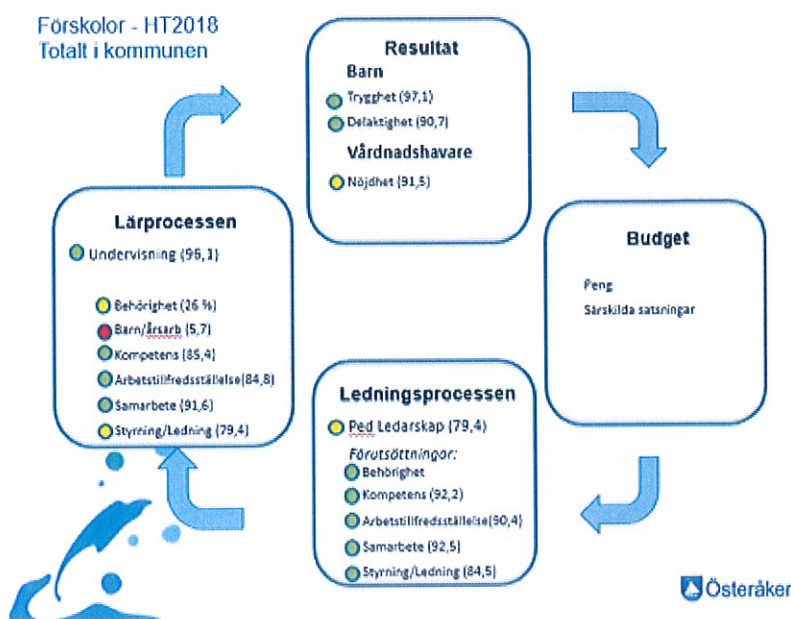 Förskolor - HT2018
Totalt i kommunen
Resultat
Barn
Trygghet (97,1)
Delaktighet (90,7)
Vårdnadshavare
Nöjdhet (91,5)
Lärprocessen
Undervisning (96,1)
Behörighet (26 %)
Barn/årsarb (5,7)
Kompetens (85,4)
Arbetstillfredsställelse(84,8)
Samarbete (91,6)
Styrning/Ledning (79,4)
Budget
Peng
Särskilda satsningar
Ledningsprocessen
Ped Ledarskap (79,4)
Förutsöttningar:
Behörighet
Kompetens (92,2)
Arbetstillfredsställelse(90,4)
Samarbete (92,5)
Styrning/Ledning (84,5)
Österåker